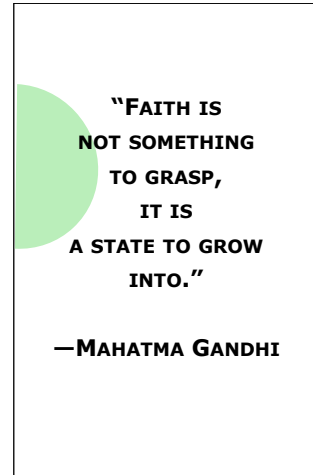 “Faith is
not something
to grasp,
it is
a state to grow
into.”
—Mahatma Gandhi